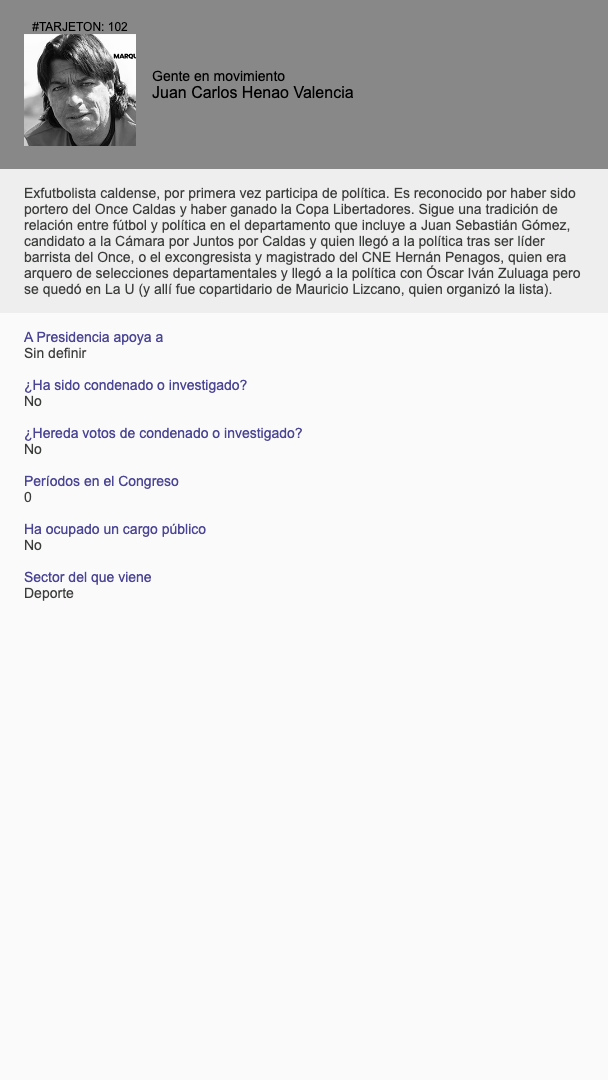 #TARJETON: 102
MARQU
Gente en movimiento
Juan Carlos Henao Valencia
Exfutbolista caldense, por primera vez participa de política. Es reconocido por haber sido
portero del Once Caldas y haber ganado la Copa Libertadores. Sigue una tradición de
relación entre fútbol y política en el departamento que incluye a Juan Sebastián Gómez,
candidato a la Cámara por Juntos por Caldas y quien llegó a la política tras ser líder
barrista del Once, o el excongresista y magistrado del CNE Hernán Penagos, quien era
arquero de selecciones departamentales y llegó a la política con Óscar Iván Zuluaga pero
se quedó en La U (y allí fue copartidario de Mauricio Lizcano, quien organizó la lista).
A Presidencia apoya a
Sin definir
¿Ha sido condenado o investigado?
No
¿Hereda votos de condenado o investigado?
No
Períodos en el Congreso
0
Ha ocupado un cargo público
No
Sector del que viene
Deporte